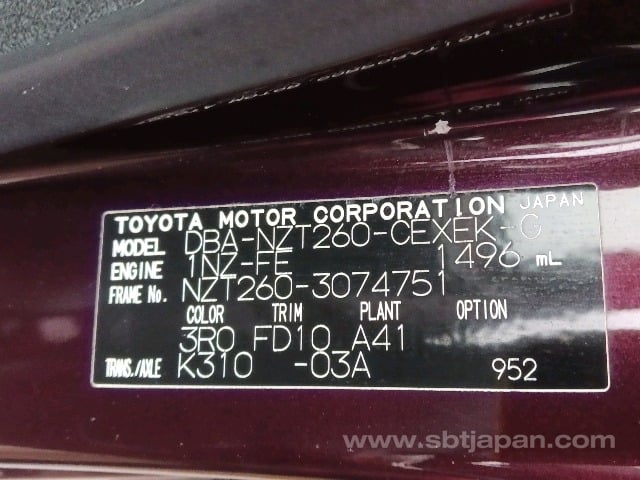 TOYOTA MOTOR CORPORATION JAPAN
MODEL DBA-NZT260-CEXEK-G
ENGINE 1NZ-FE 1496 mL
FRAME No. NZT260-3074751
COLOR TRIM PLANT OPTION
3R0 FD10 A41
TRANS./AXLE K310 -03A 952
www.sbtjapan.com